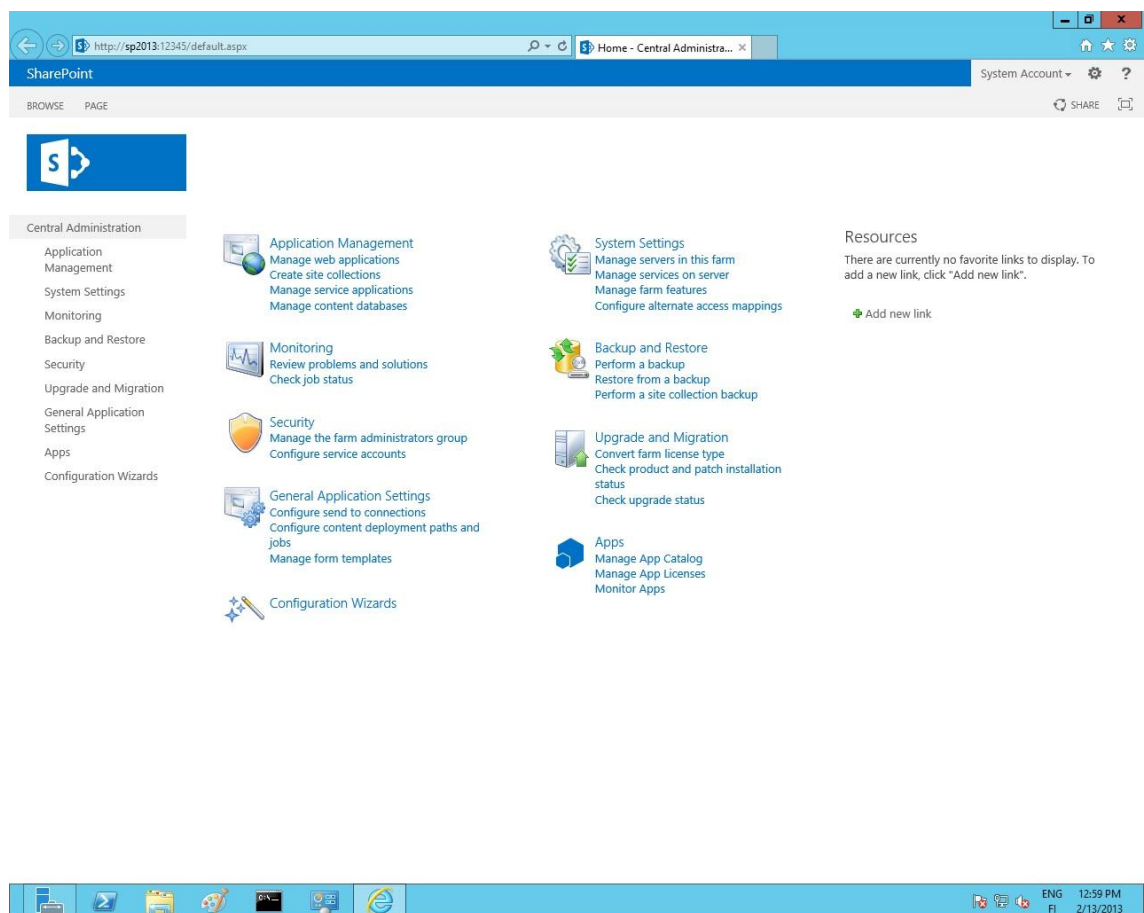 http://sp2013:12345/default.aspx
Home - Central Administra...
SharePoint
System Account
?
BROWSE PAGE
SHARE
S
Central Administration
Application
Management
System Settings
Monitoring
Backup and Restore
Security
Upgrade and Migration
General Application
Settings
Apps
Configuration Wizards
Application Management
Manage web applications
Create site collections
Manage service applications
Manage content databases
Monitoring
Review problems and solutions
Check job status
Security
Manage the farm administrators group
Configure service accounts
General Application Settings
Configure send to connections
Configure content deployment paths and
jobs
Manage form templates
Configuration Wizards
System Settings
Manage servers in this farm
Manage services on server
Manage farm features
Configure alternate access mappings
Backup and Restore
Perform a backup
Restore from a backup
Perform a site collection backup
Upgrade and Migration
Convert farm license type
Check product and patch installation
status
Check upgrade status
Apps
Manage App Catalog
Manage App Licenses
Monitor Apps
Resources
There are currently no favorite links to display. To
add a new link, click "Add new link".
Add new link
ENG 12:59 PM
FI 2/13/2013